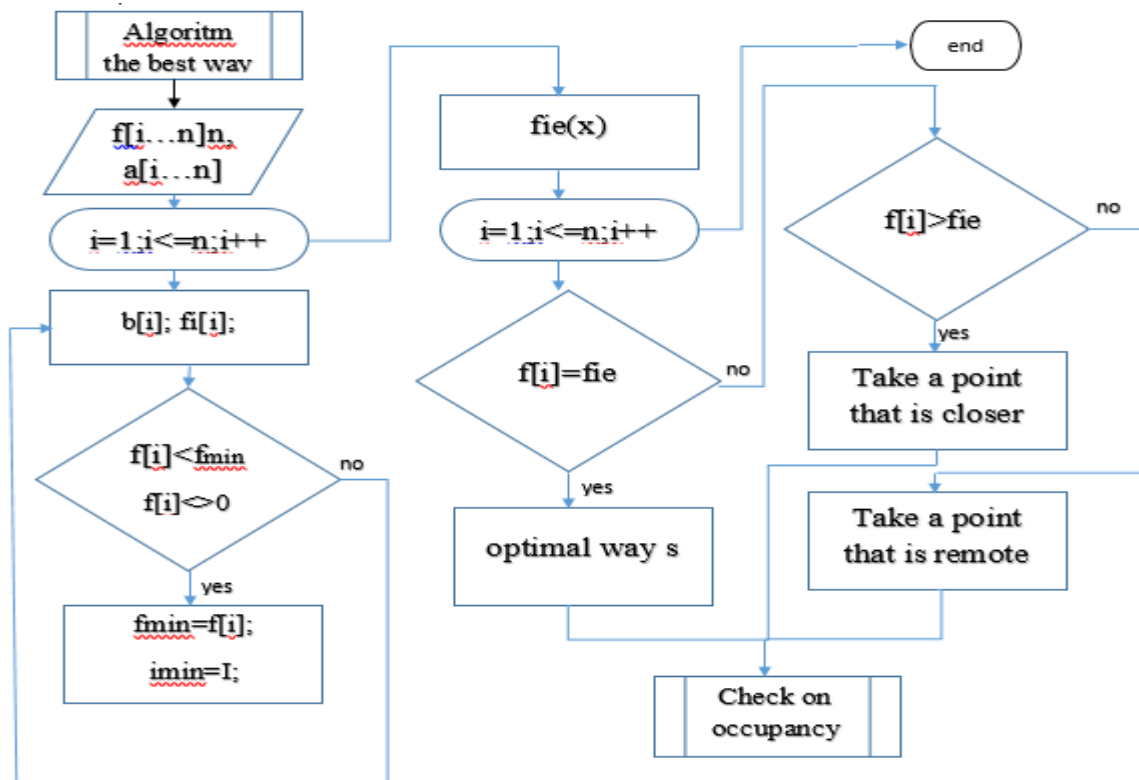 Algoritm
the best wav
f[i...n]n,
a[i...n]
i=1;i<=n;i++
b[i]; fi[i];
f[i]<fmin
f[i]<>0
no
yes
fmin=f[i];
imin=I;
fie(x)
i=1;i<=n;i++
f[i]=fie
no
yes
optimal way s
end
f[i]>fie
no
yes
Take a point
that is closer
Take a point
that is remote
Check on
occupancy